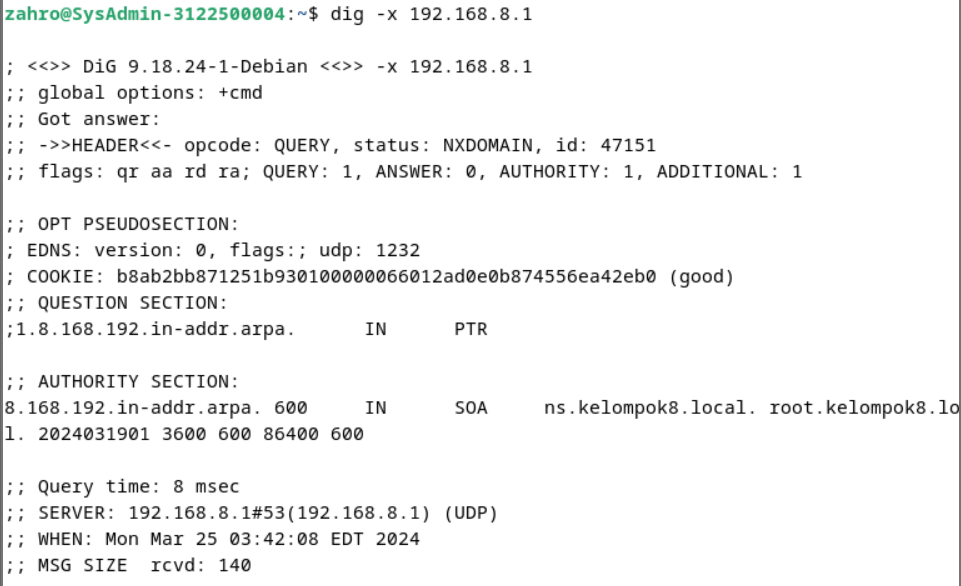 zahro@SysAdmin-3122500004:~$ dig -x 192.168.8.1
; <<>> DiG 9.18.24-1-Debian <<>> -x 192.168.8.1
;; global options: +cmd
;; Got answer:
;; ->>HEADER<<- opcode: QUERY, status: NXDOMAIN, id: 47151
;; flags: qr aa rd ra; QUERY: 1, ANSWER: 0, AUTHORITY: 1, ADDITIONAL: 1
;; OPT PSEUDOSECTION:
; EDNS: version: 0, flags:; udp: 1232
; COOKIE: b8ab2bb871251b930100000066012ad0e0b874556ea42eb0 (good)
;; QUESTION SECTION:
;1.8.168.192.in-addr.arpa. IN PTR
;; AUTHORITY SECTION:
8.168.192.in-addr.arpa. 600 IN SOA ns.kelompok8.local. root.kelompok8.lo
l. 2024031901 3600 600 86400 600
;; Query time: 8 msec
;; SERVER: 192.168.8.1#53(192.168.8.1) (UDP)
;; WHEN: Mon Mar 25 03:42:08 EDT 2024
;; MSG SIZE rcvd: 140